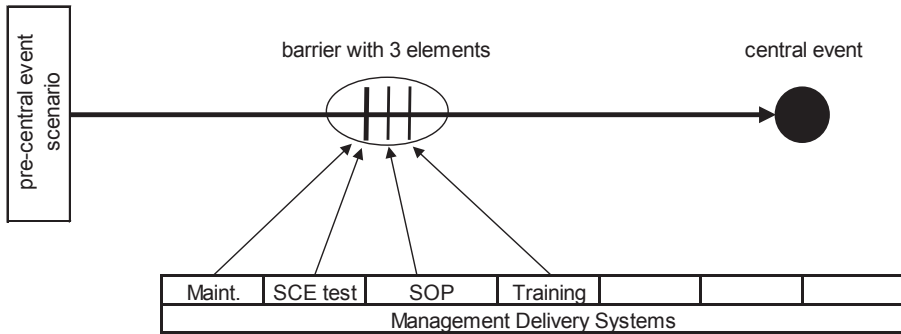 pre-central event
scenario
barrier with 3 elements
central event
Maint.
SCE test
SOP
Training
Management Delivery Systems